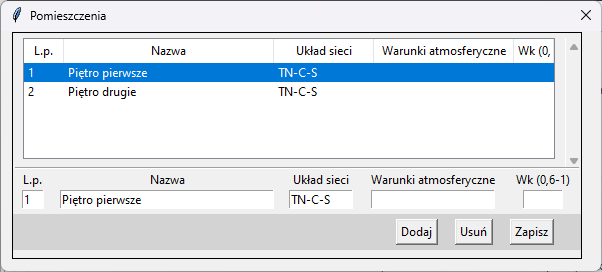 Pomieszczenia
L.p. Nazwa Układ sieci Warunki atmosferyczne Wk (0,
1 Piętro pierwsze TN-C-S
2 Piętro drugie TN-C-S
L.p. Nazwa Układ sieci Warunki atmosferyczne Wk (0,6-1)
1 Piętro pierwsze TN-C-S
Dodaj Usuń Zapisz